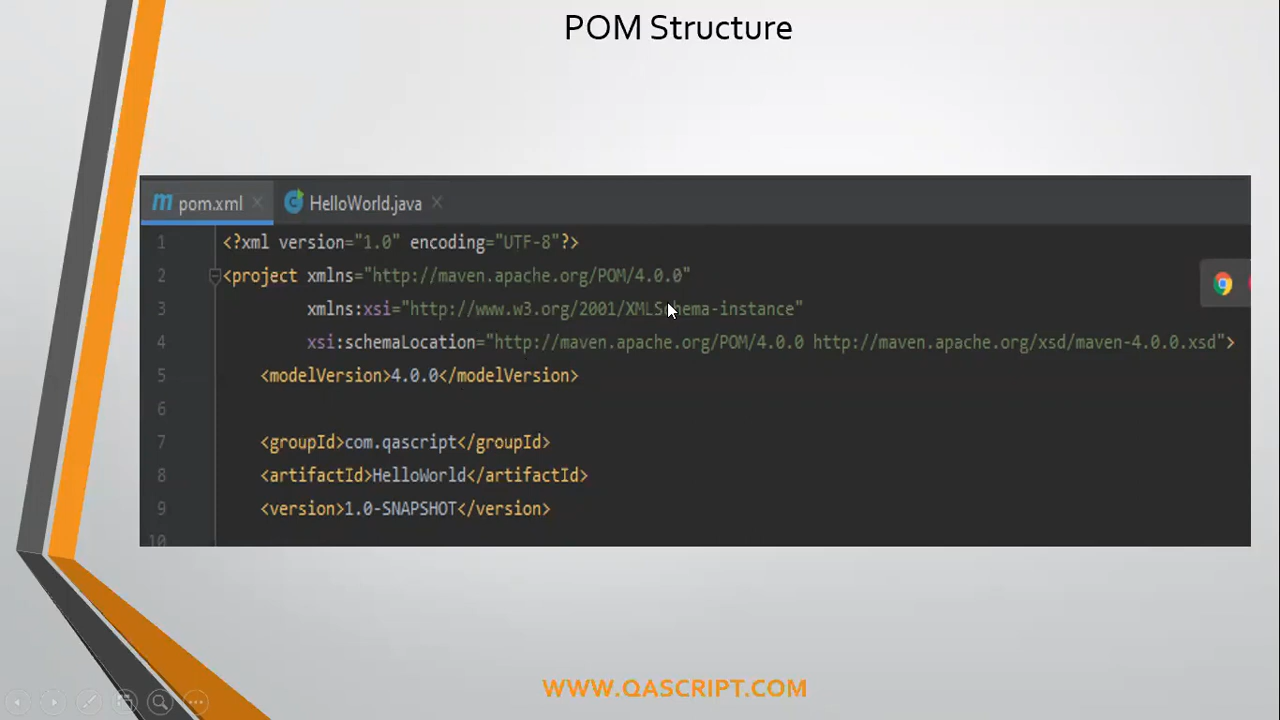 POM Structure
pom.xml HelloWorld.java
1 <?xml version="1.0" encoding="UTF-8"?>
2 <project xmlns="http://maven.apache.org/POM/4.0.0"
3 xmlns:xsi="http://www.w3.org/2001/XMLSchema-instance"
4 xsi:schemaLocation="http://maven.apache.org/POM/4.0.0 http://maven.apache.org/xsd/maven-4.0.0.xsd">
5 <modelVersion>4.0.0</modelVersion>
6
7 <groupId>com.qascript</groupId>
8 <artifactId>HelloWorld</artifactId>
9 <version>1.0-SNAPSHOT</version>
10
WWW.QASCRIPT.COM